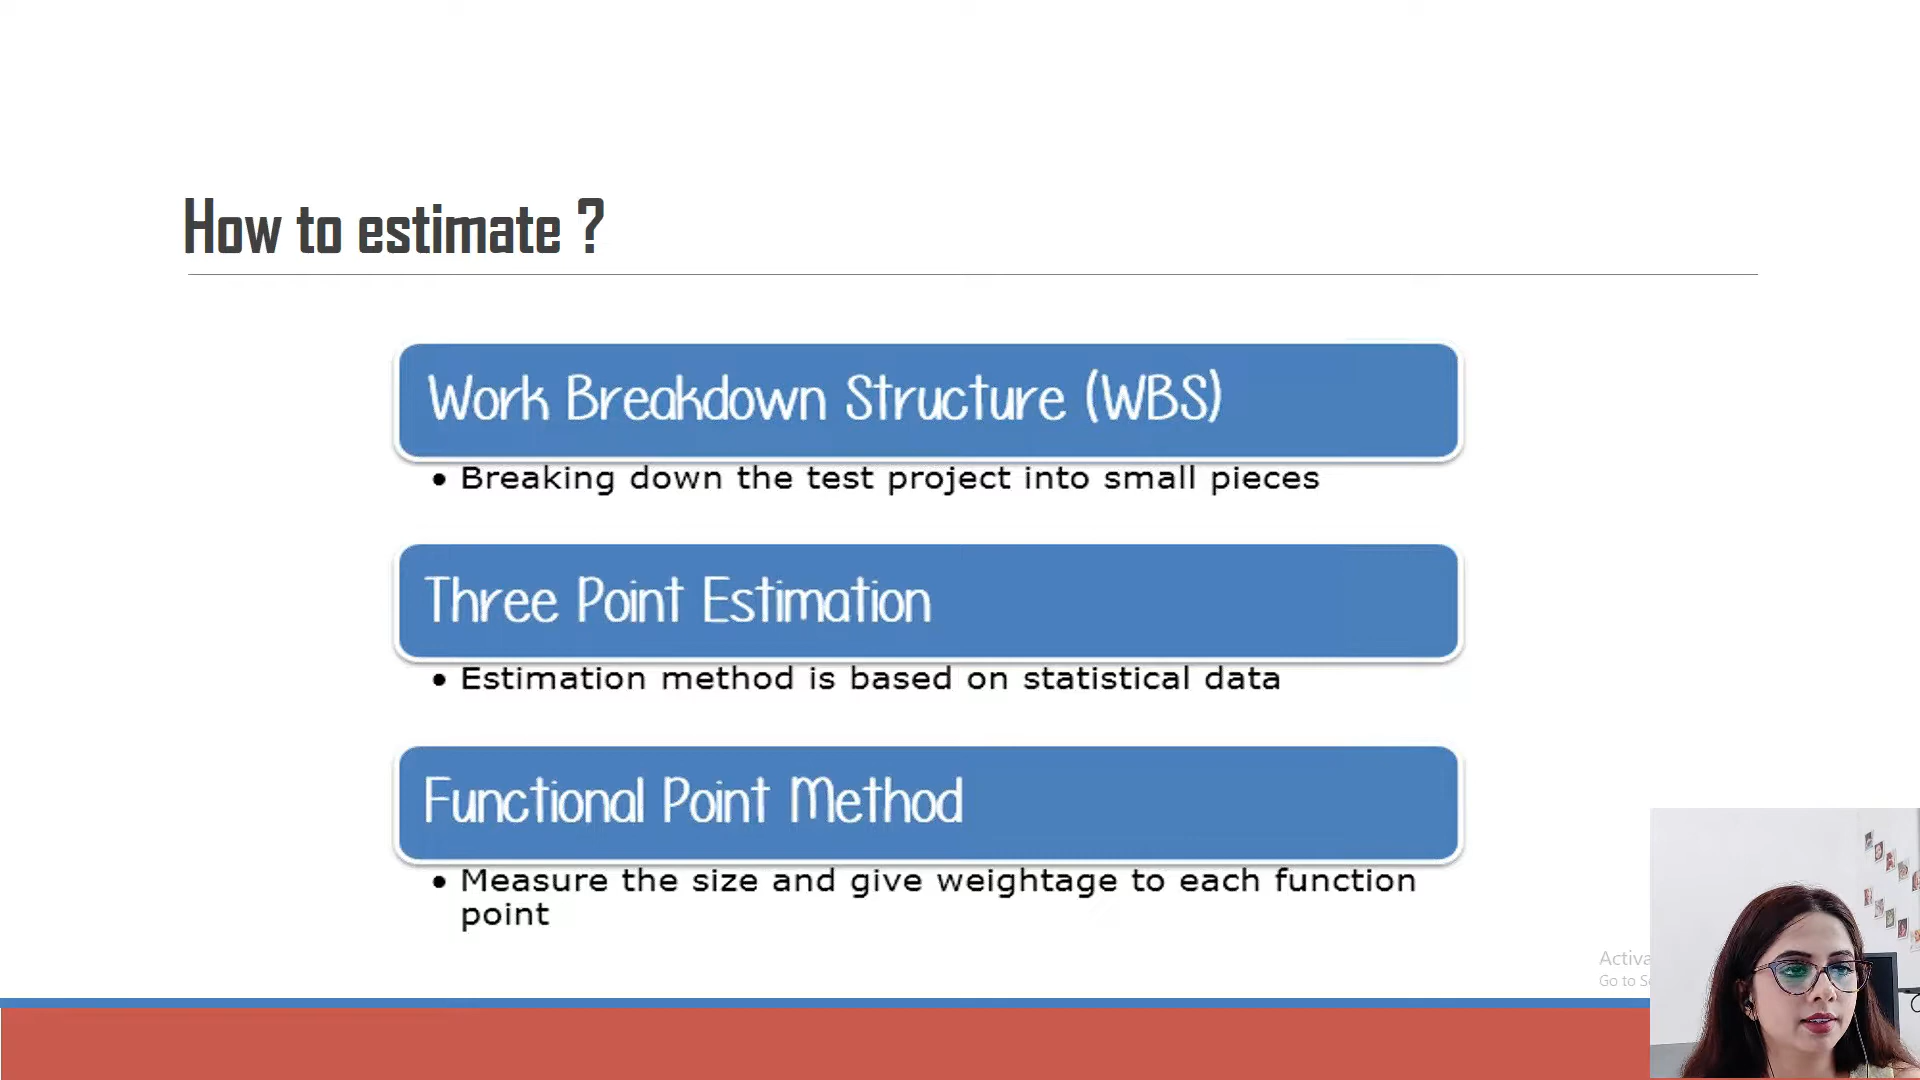 How to estimate ?
Work Breakdown Structure (WBS)
• Breaking down the test project into small pieces
Three Point Estimation
• Estimation method is based on statistical data
Functional Point Method
• Measure the size and give weightage to each function
point
Go to